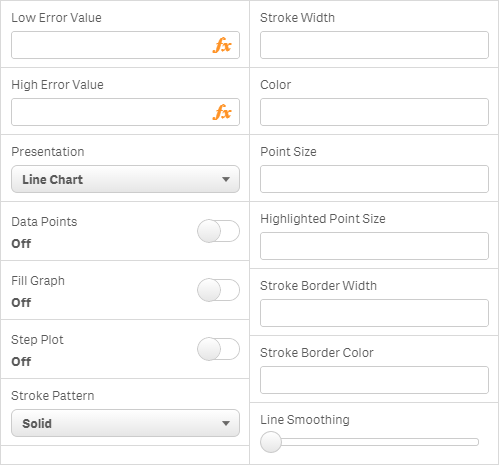 Low Error Value
fx
High Error Value
fx
Presentation
Line Chart
Data Points
Off
Fill Graph
Off
Step Plot
Off
Stroke Pattern
Solid
Stroke Width
Color
Point Size
Highlighted Point Size
Stroke Border Width
Stroke Border Color
Line Smoothing